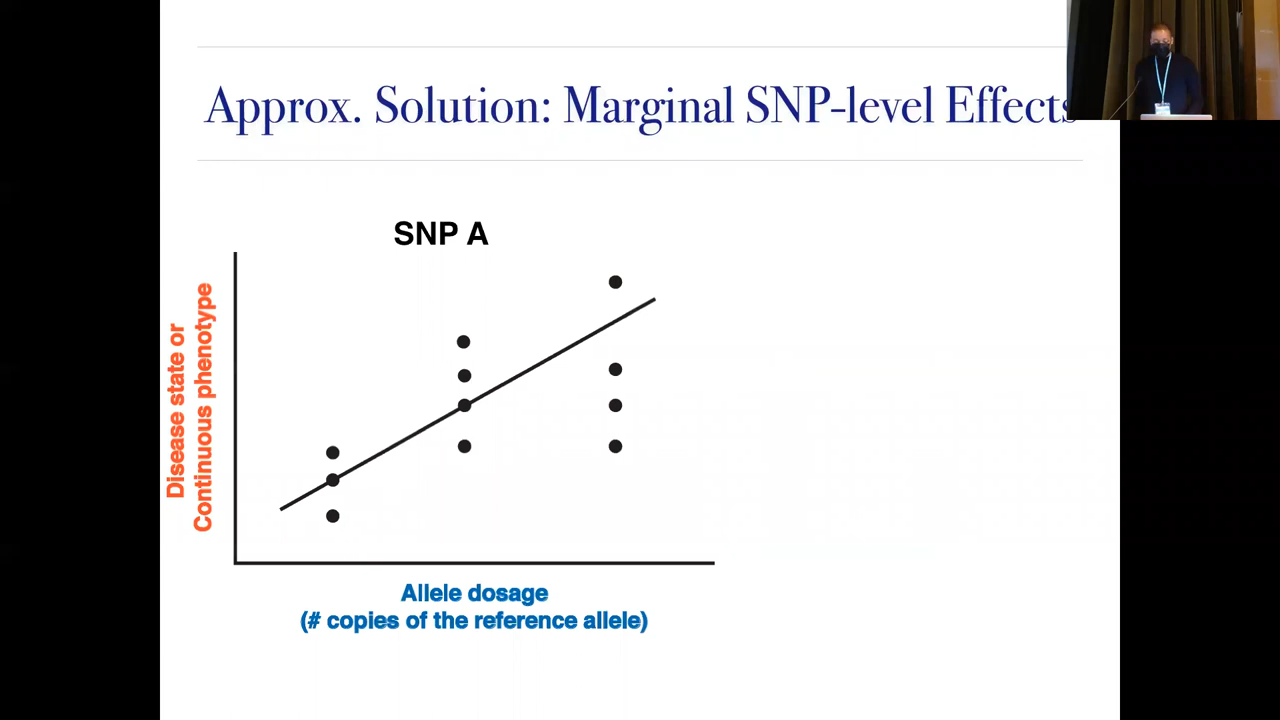 Approx. Solution: Marginal SNP-level Effects
SNP A
Disease state or
Continuous phenotype
Allele dosage
(# copies of the reference allele)